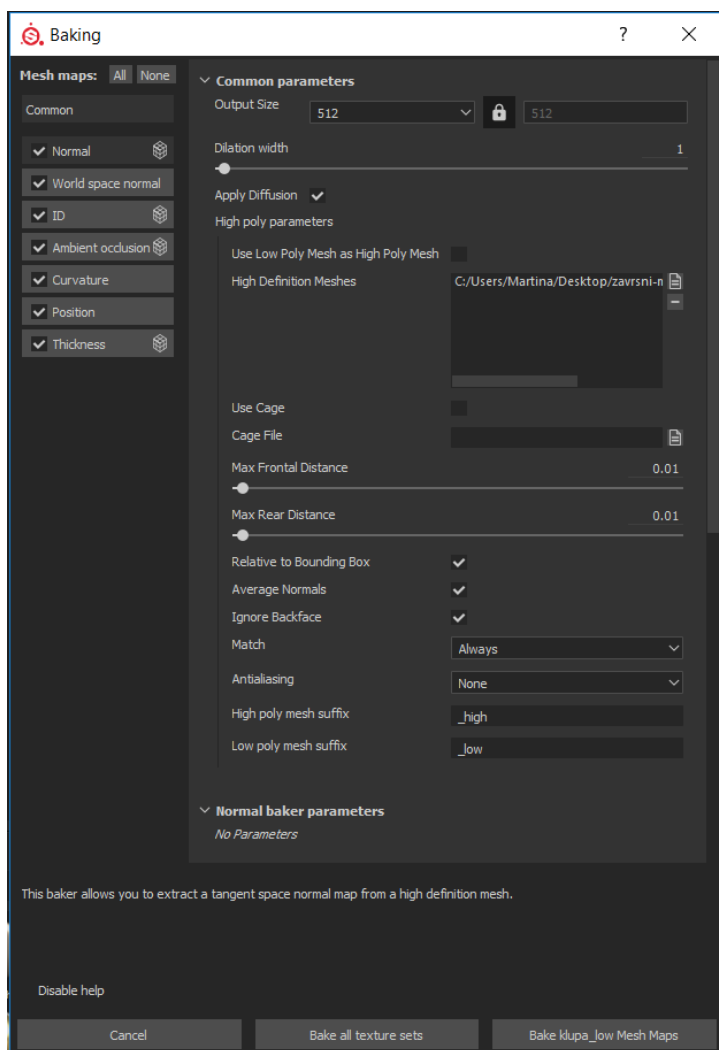 Baking
?
Mesh maps: All None
Common
Normal
World space normal
ID
Ambient occlusion
Curvature
Position
Thickness
Common parameters
Output Size 512 512
Dilation width 1
Apply Diffusion
High poly parameters
Use Low Poly Mesh as High Poly Mesh
High Definition Meshes C:/Users/Martina/Desktop/zavrsni-
Use Cage
Cage File
Max Frontal Distance 0.01
Max Rear Distance 0.01
Relative to Bounding Box
Average Normals
Ignore Backface
Match Always
Antialiasing None
High poly mesh suffix _high
Low poly mesh suffix _low
Normal baker parameters
No Parameters
This baker allows you to extract a tangent space normal map from a high definition mesh.
Disable help
Cancel Bake all texture sets Bake klupa_low Mesh Maps